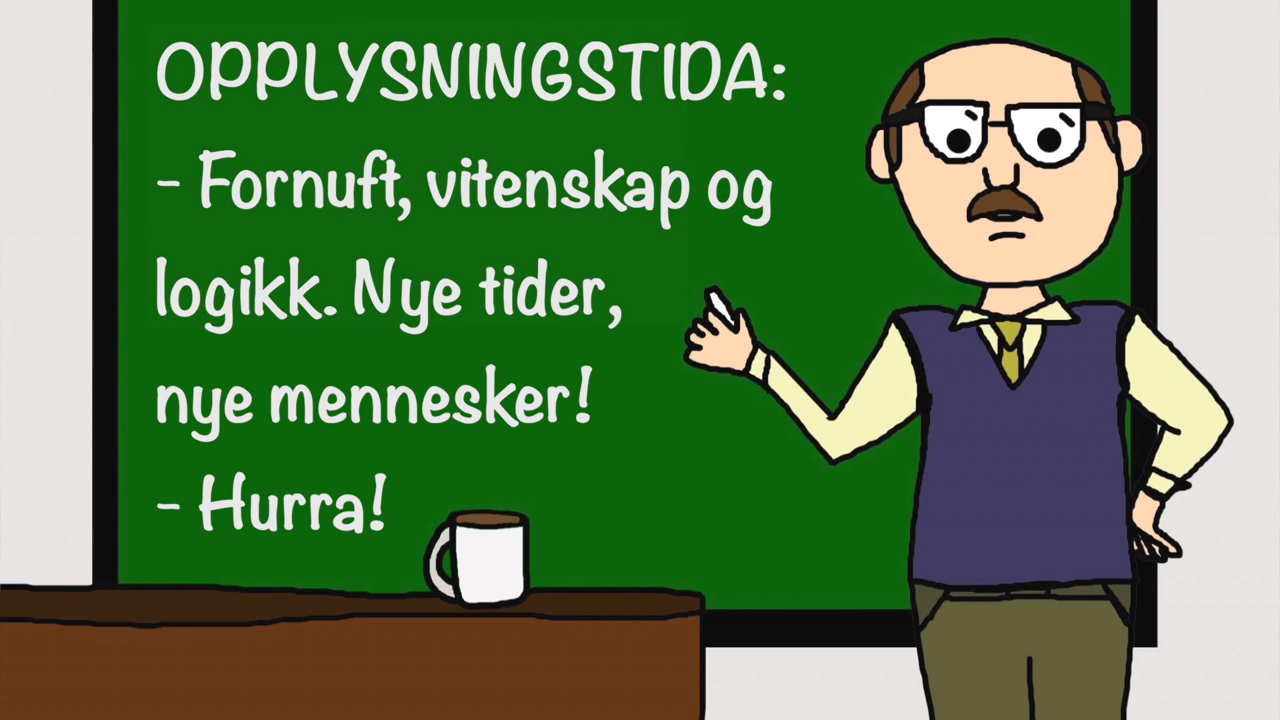 OPPLYSNINGSTIDA:
- Fornuft, vitenskap og
logikk. Nye tider,
nye mennesker!
- Hurra!